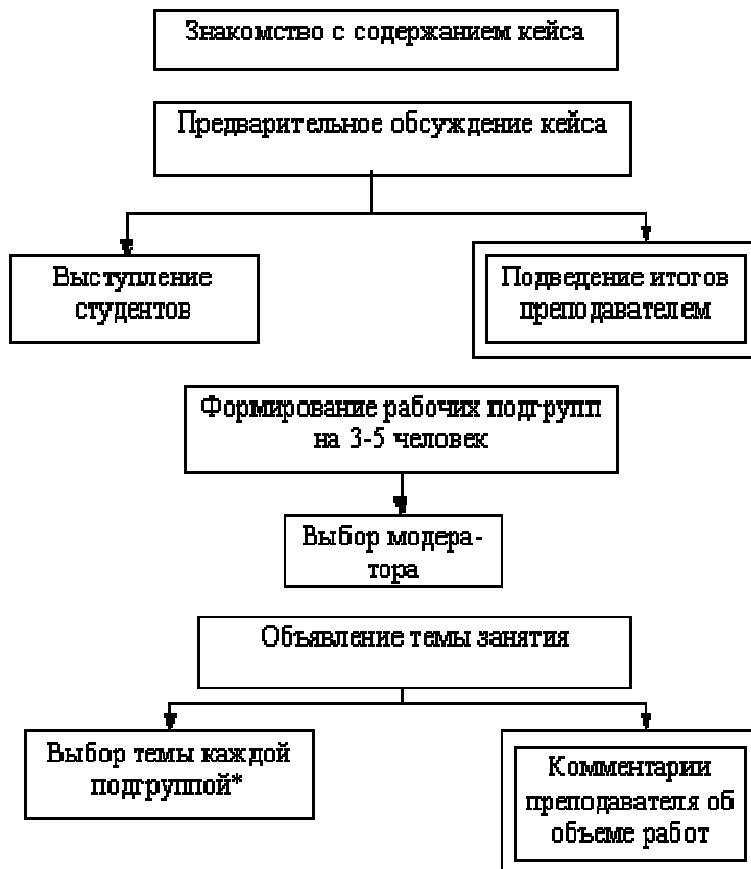 Знакомство с содержанием кейса
Предварительное обсуждение кейса
Выступление
студентов
Подведение итогов
преподавателем
Формирование рабочих подгрупп
на 3-5 человек
Выбор модера-
тора
Объявление темы занятия
Выбор темы каждой
подгруппой*
Комментарии
преподавателя об
объеме работ